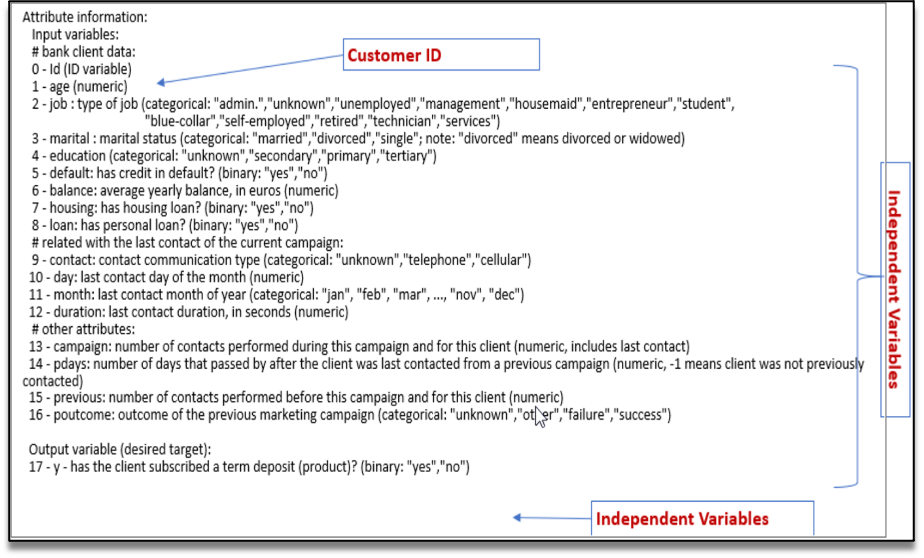 Attribute information:
Input variables:
# bank client data:
Customer ID
0 - Id (ID variable)
1 - age (numeric)
2 - job : type of job (categorical: "admin.","unknown","unemployed","management","housemaid","entrepreneur","student",
"blue-collar","self-employed","retired","technician","services")
3 - marital : marital status (categorical: "married","divorced","single"; note: "divorced" means divorced or widowed)
4 - education (categorical: "unknown","secondary","primary","tertiary")
5 - default: has credit in default? (binary: "yes","no")
6 - balance: average yearly balance, in euros (numeric)
7 - housing: has housing loan? (binary: "yes","no")
8 - loan: has personal loan? (binary: "yes","no")
# related with the last contact of the current campaign:
9 - contact: contact communication type (categorical: "unknown","telephone","cellular")
10 - day: last contact day of the month (numeric)
11 - month: last contact month of year (categorical: "jan", "feb", "mar", ..., "nov", "dec")
12 - duration: last contact duration, in seconds (numeric)
# other attributes:
13 - campaign: number of contacts performed during this campaign and for this client (numeric, includes last contact)
14 - pdays: number of days that passed by after the client was last contacted from a previous campaign (numeric, -1 means client was not previously
contacted)
15 - previous: number of contacts performed before this campaign and for this client (numeric)
16 - poutcome: outcome of the previous marketing campaign (categorical: "unknown","other","failure","success")
Independent Variables
Output variable (desired target):
17 - y - has the client subscribed a term deposit (product)? (binary: "yes","no")
Independent Variables